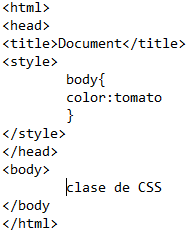 <html>
<head>
<title>Document</title>
<style>
body{
color:tomato
}
</style>
</head>
<body>
clase de CSS
</body
</html>